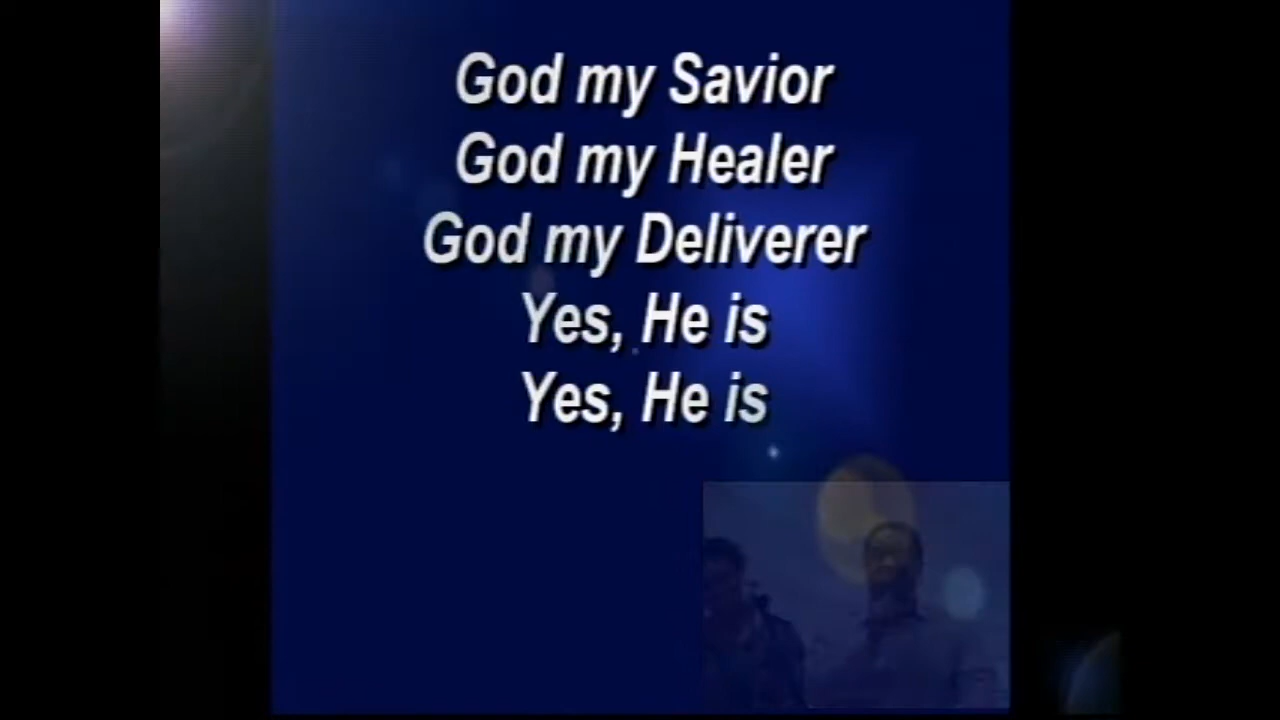 God my Savior
God my Healer
God my Deliverer
Yes, He is
Yes, He is